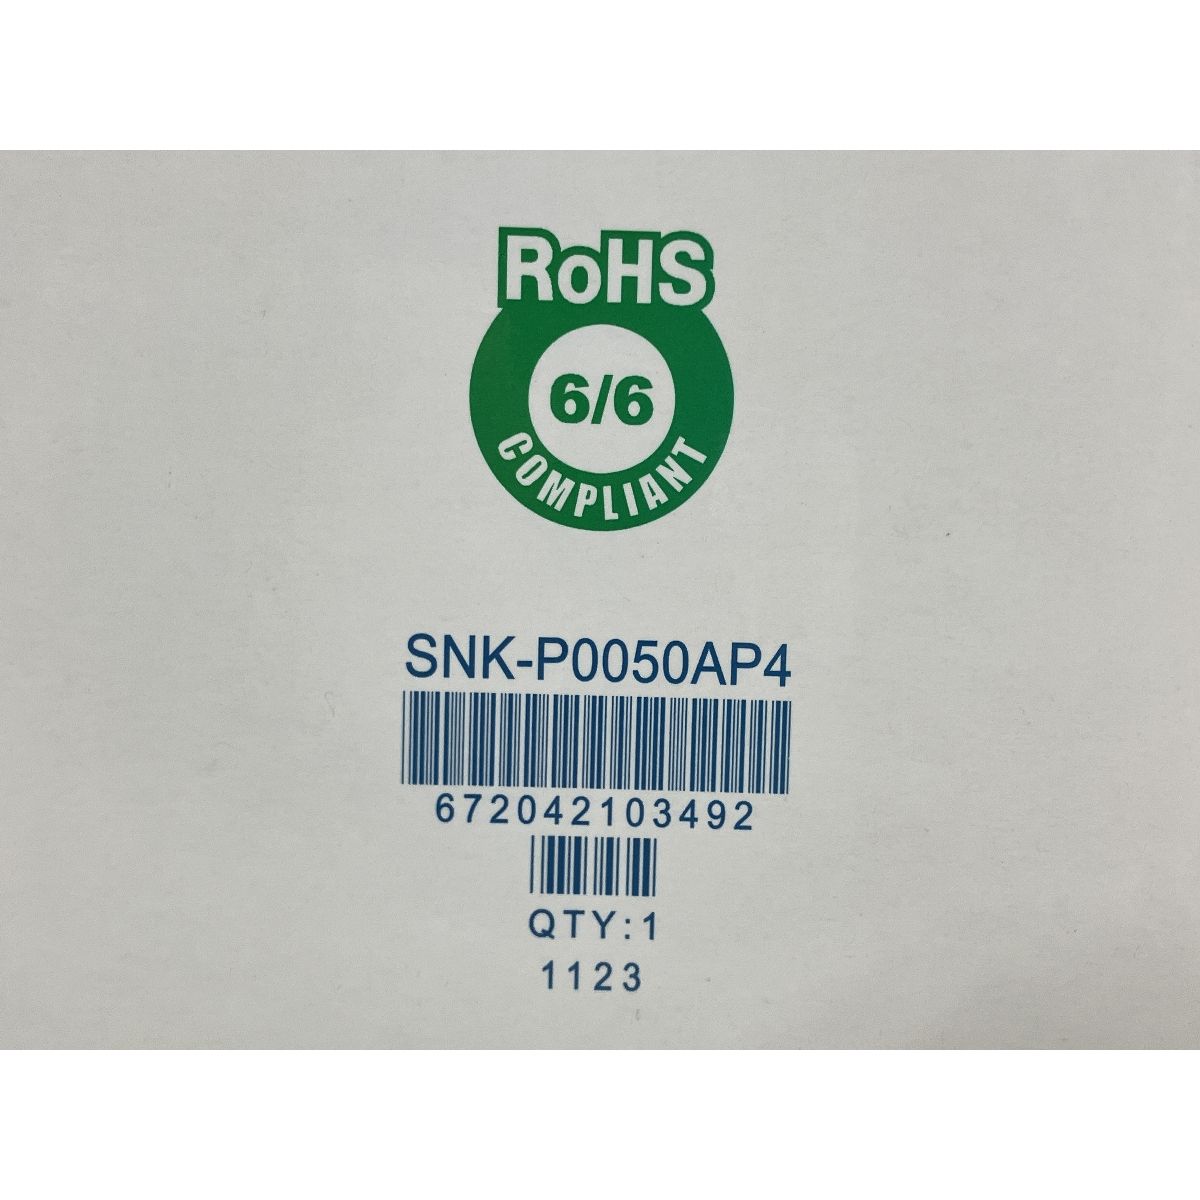 RoHS
6/6
COMPLIANT
SNK-P0050AP4
672042103492
QTY:1
1123